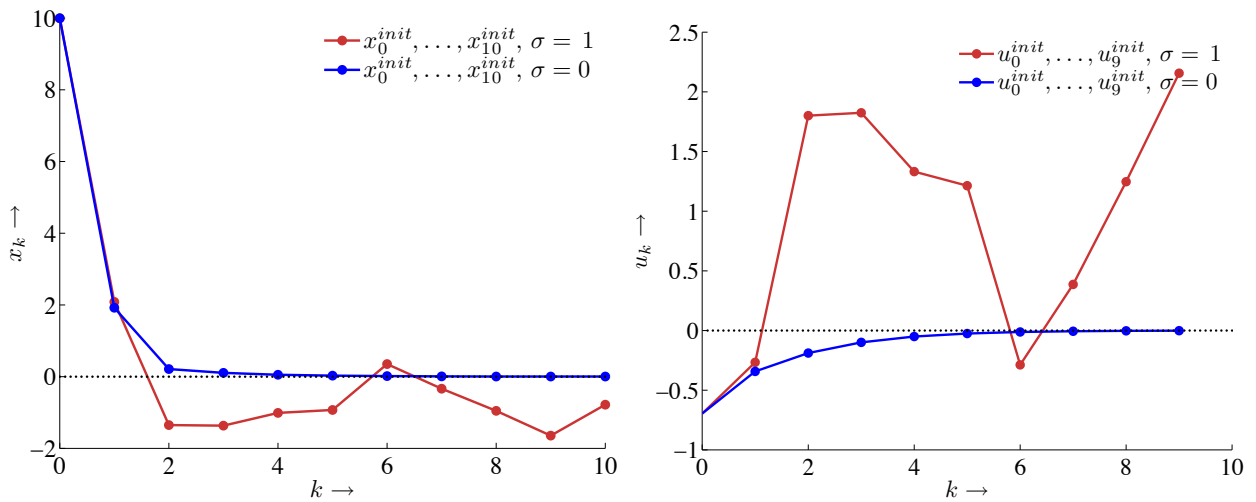 10
8
6
4
2
0
−2
x_k →
0 2 4 6 8 10
k →
x_0^{init}, . . . , x_{10}^{init}, σ = 1
x_0^{init}, . . . , x_{10}^{init}, σ = 0
2.5
2
1.5
1
0.5
0
−0.5
−1
u_k →
0 2 4 6 8 10
k →
u_0^{init}, . . . , u_9^{init}, σ = 1
u_0^{init}, . . . , u_9^{init}, σ = 0